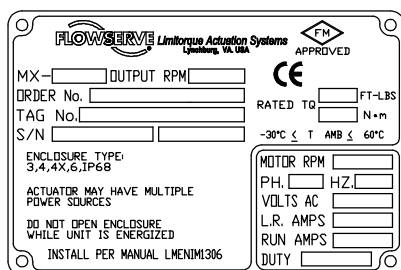 FLOWSERVE Limitorque Actuation Systems
Lynchburg, VA. USA
FM
APPROVED
MX- OUTPUT RPM
CE
ORDER No.
RATED TQ FT-LBS
N•m
TAG No.
S/N
-30°C ≤ T AMB ≤ 60°C
ENCLOSURE TYPE:
3,4,4X,6,IP68
ACTUATOR MAY HAVE MULTIPLE
POWER SOURCES
DO NOT OPEN ENCLOSURE
WHILE UNIT IS ENERGIZED
INSTALL PER MANUAL LMENIM1306
MOTOR RPM
PH. HZ.
VOLTS AC
L.R. AMPS
RUN AMPS
DUTY